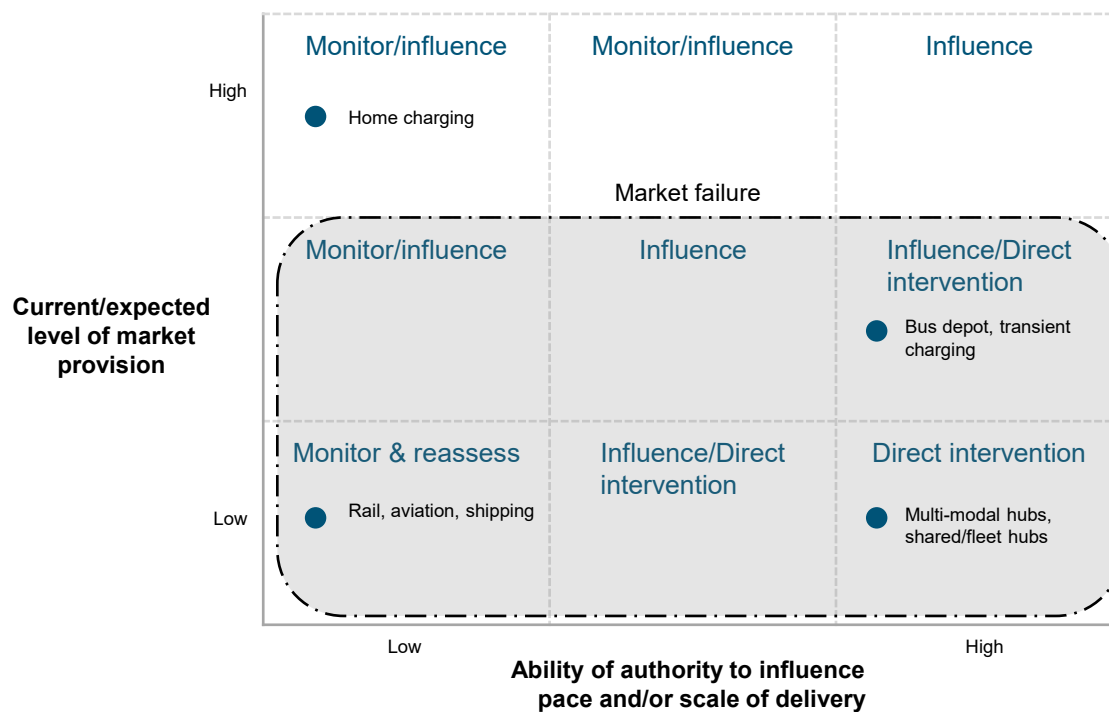 Monitor/influence
Monitor/influence
Influence
High
Home charging
Market failure
Monitor/influence
Influence
Influence/Direct
intervention
Current/expected
level of market
provision
Bus depot, transient
charging
Monitor & reassess
Influence/Direct
intervention
Direct intervention
Low
Rail, aviation, shipping
Multi-modal hubs,
shared/fleet hubs
Low
High
Ability of authority to influence
pace and/or scale of delivery